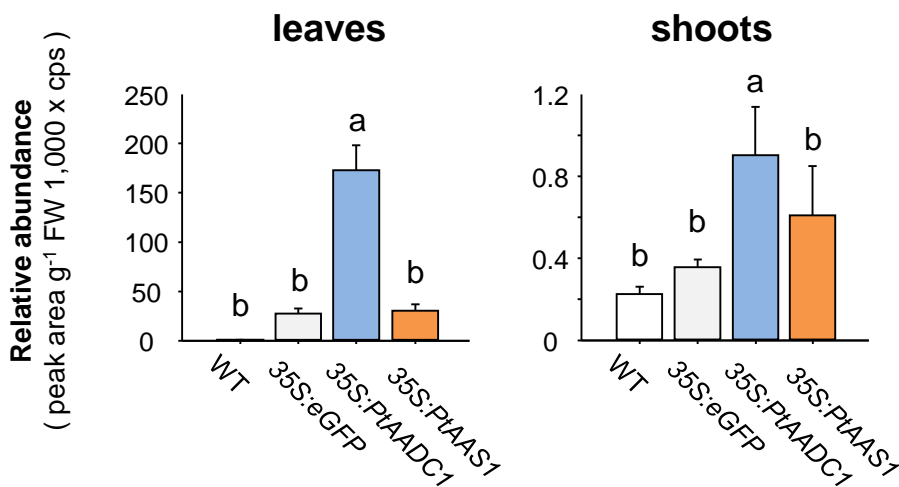 leaves
shoots
Relative abundance
( peak area g⁻¹ FW 1,000 x cps )
250
200
150
100
50
0
b
b
a
b
WT
35S:eGFP
35S:PtAADC1
35S:PtAAS1
1.2
0.8
0.4
0
b
b
a
b
WT
35S:eGFP
35S:PtAADC1
35S:PtAAS1